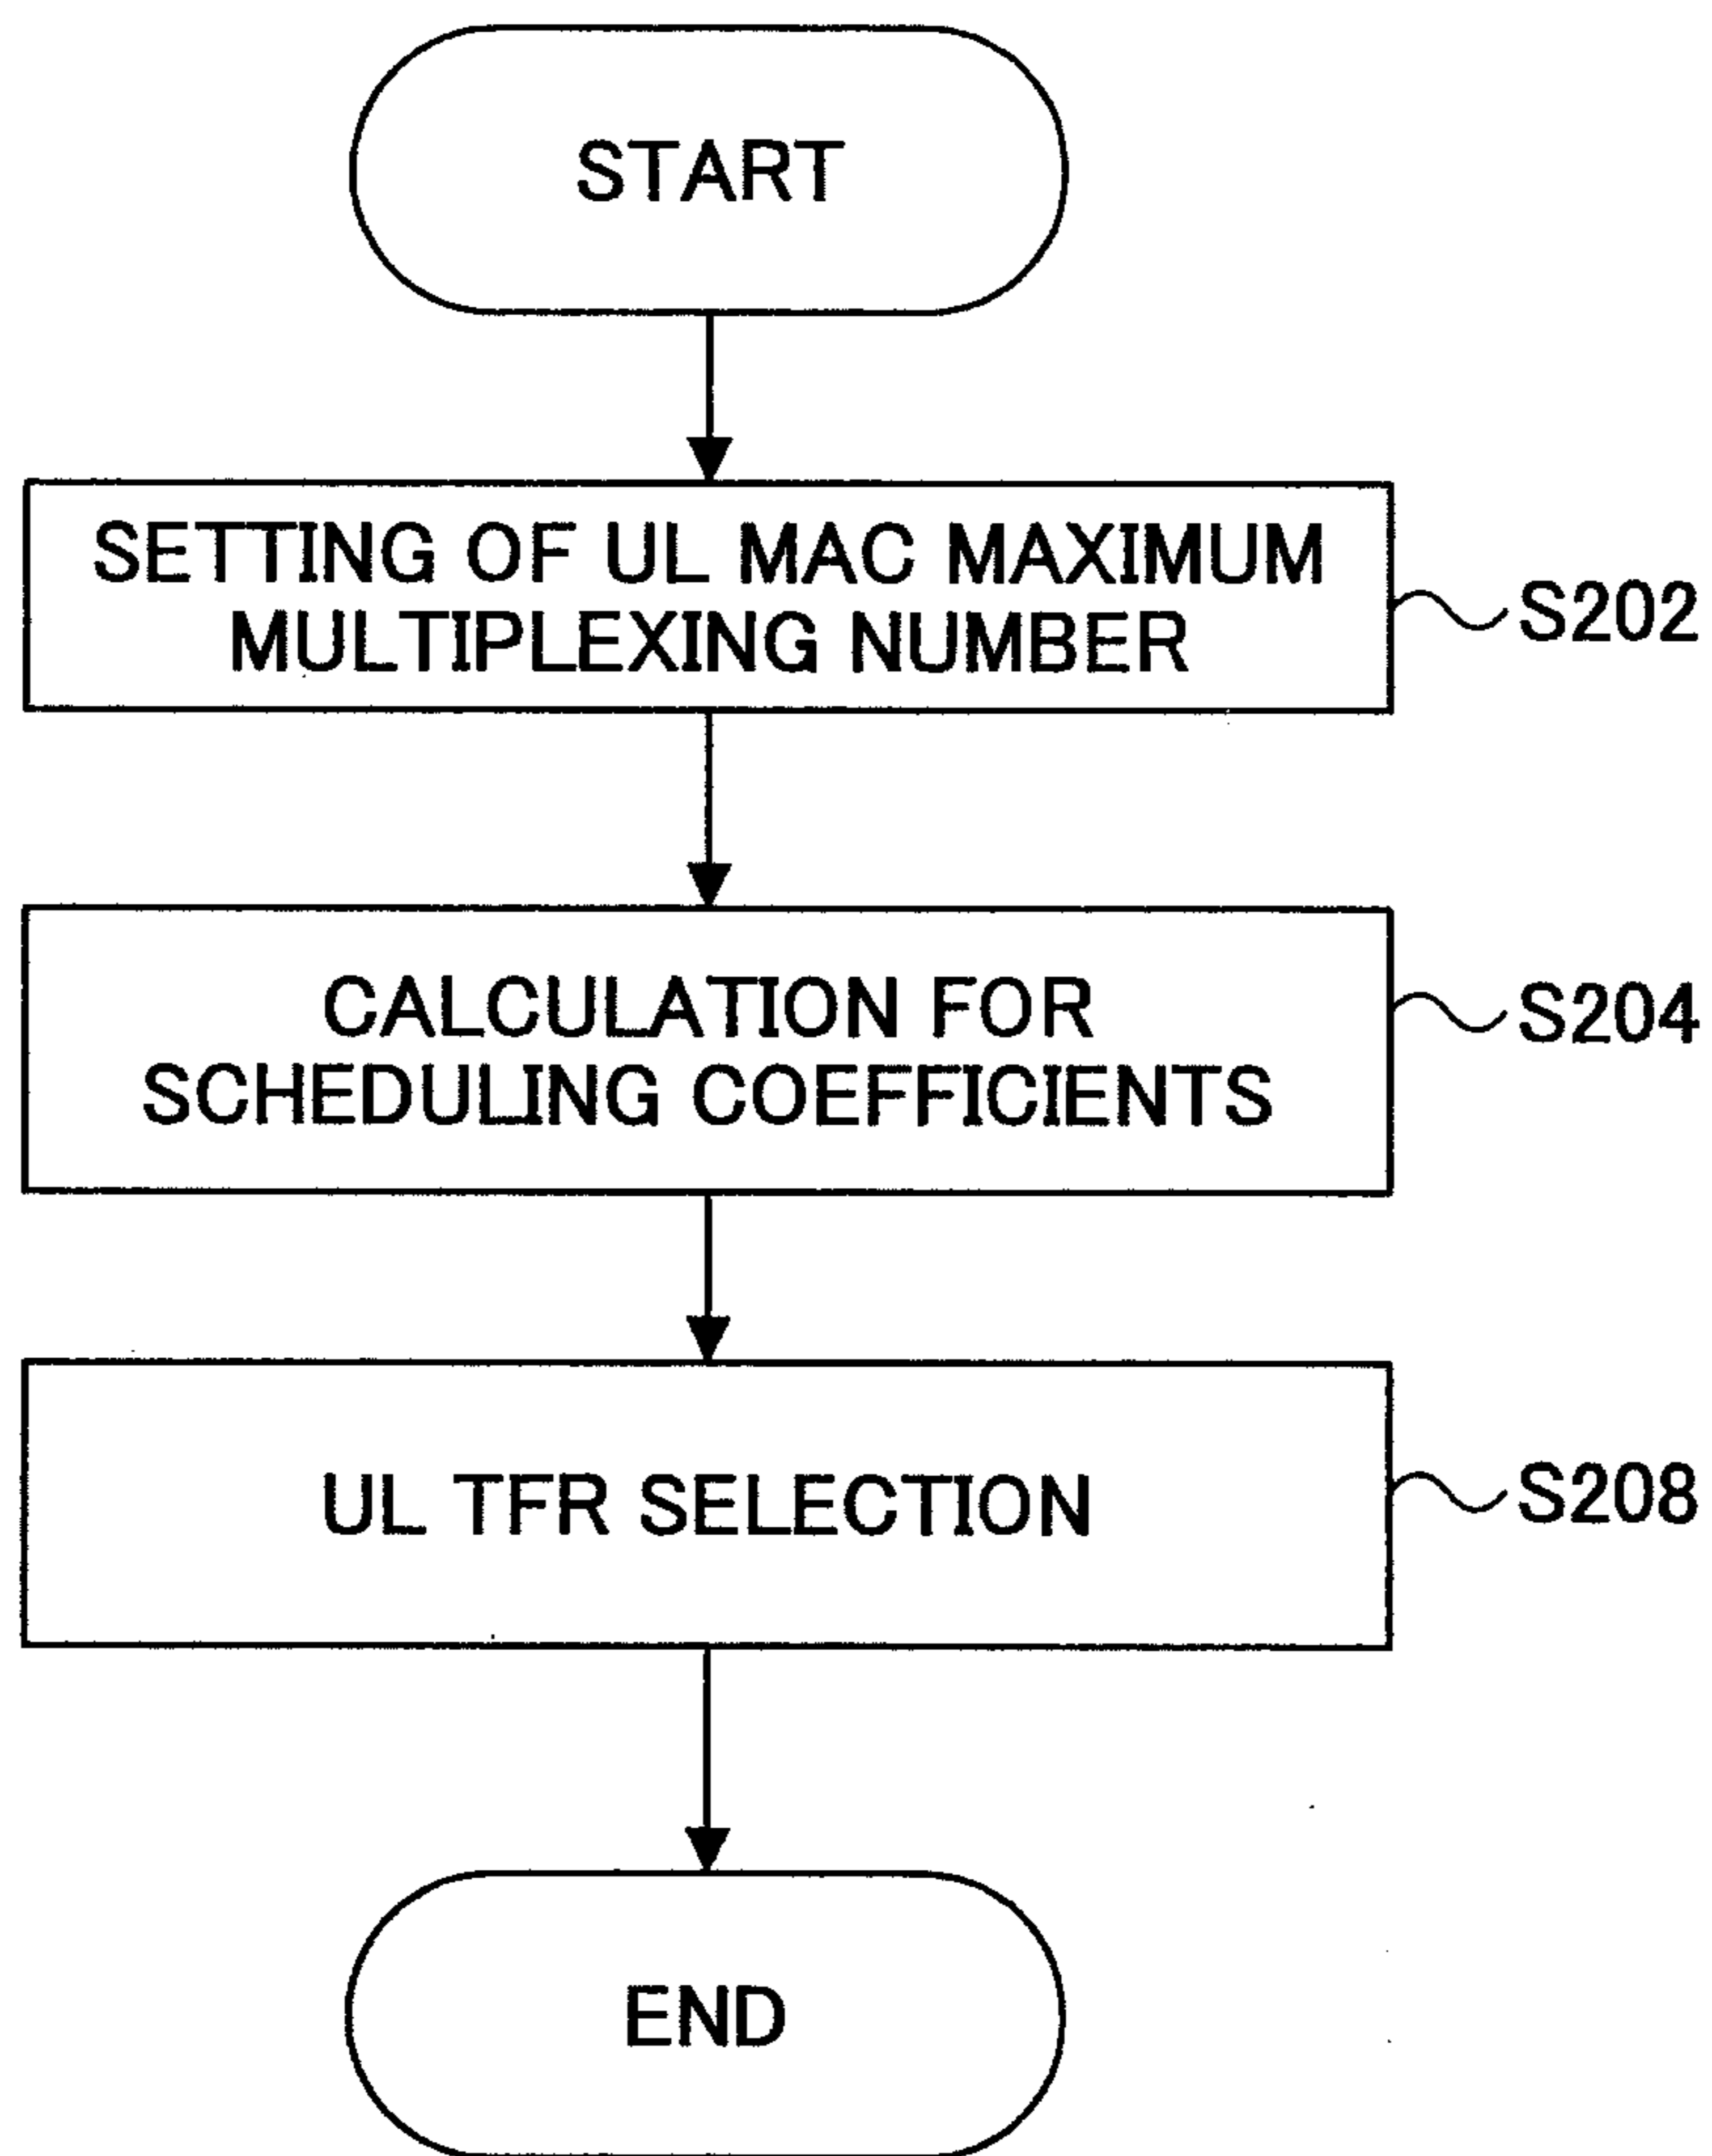 START
SETTING OF UL MAC MAXIMUM
MULTIPLEXING NUMBER
S202
CALCULATION FOR
SCHEDULING COEFFICIENTS
S204
UL TFR SELECTION
S208
END